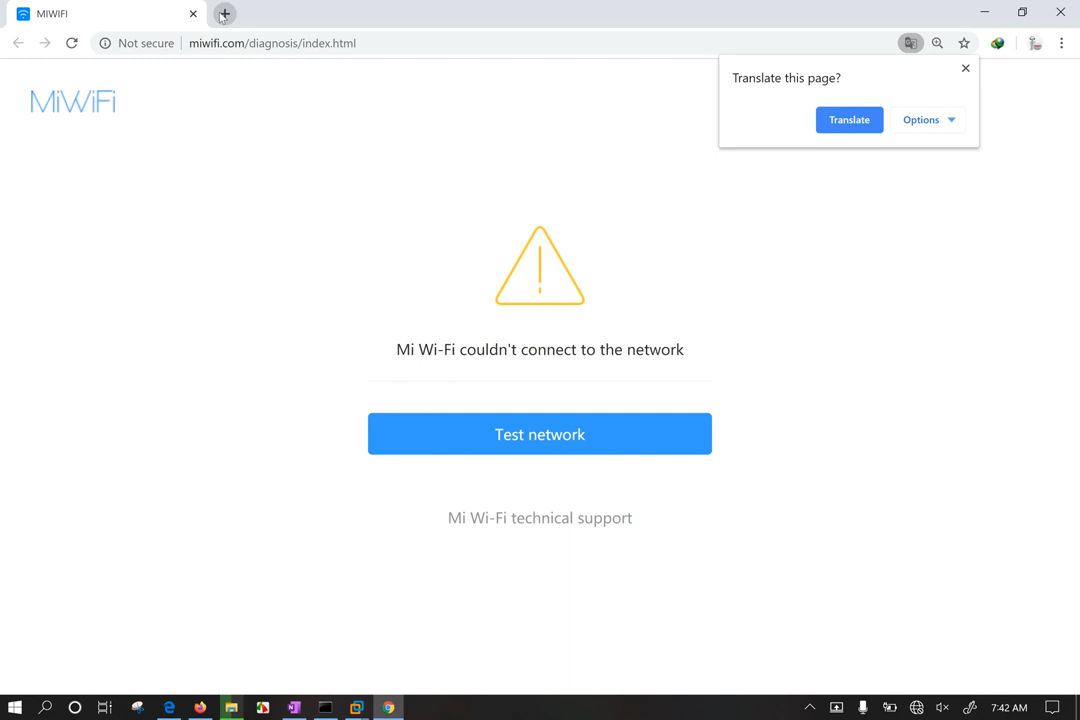 MIWIFI
Not secure
miwifi.com/diagnosis/index.html
Translate this page?
Translate
Options
MiWiFi
Mi Wi-Fi couldn't connect to the network
Test network
Mi Wi-Fi technical support
7:42 AM